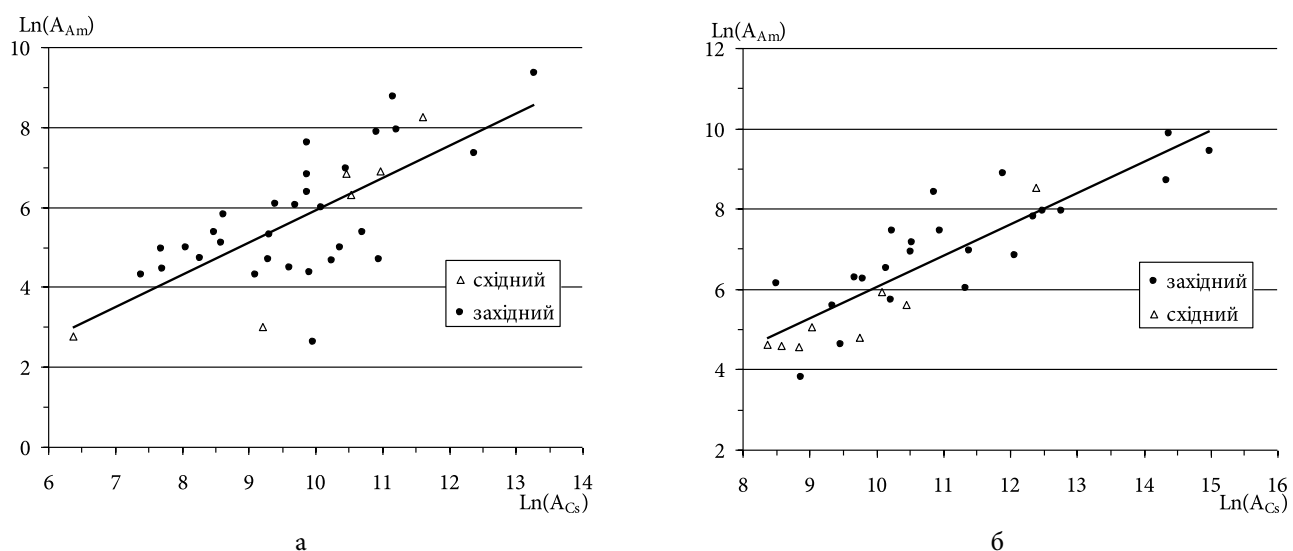 Ln(A_Am)
10
8
6
4
2
0
6 7 8 9 10 11 12 13 14
Ln(A_Cs)
східний
західний
а
Ln(A_Am)
12
10
8
6
4
2
8 9 10 11 12 13 14 15 16
Ln(A_Cs)
західний
східний
б